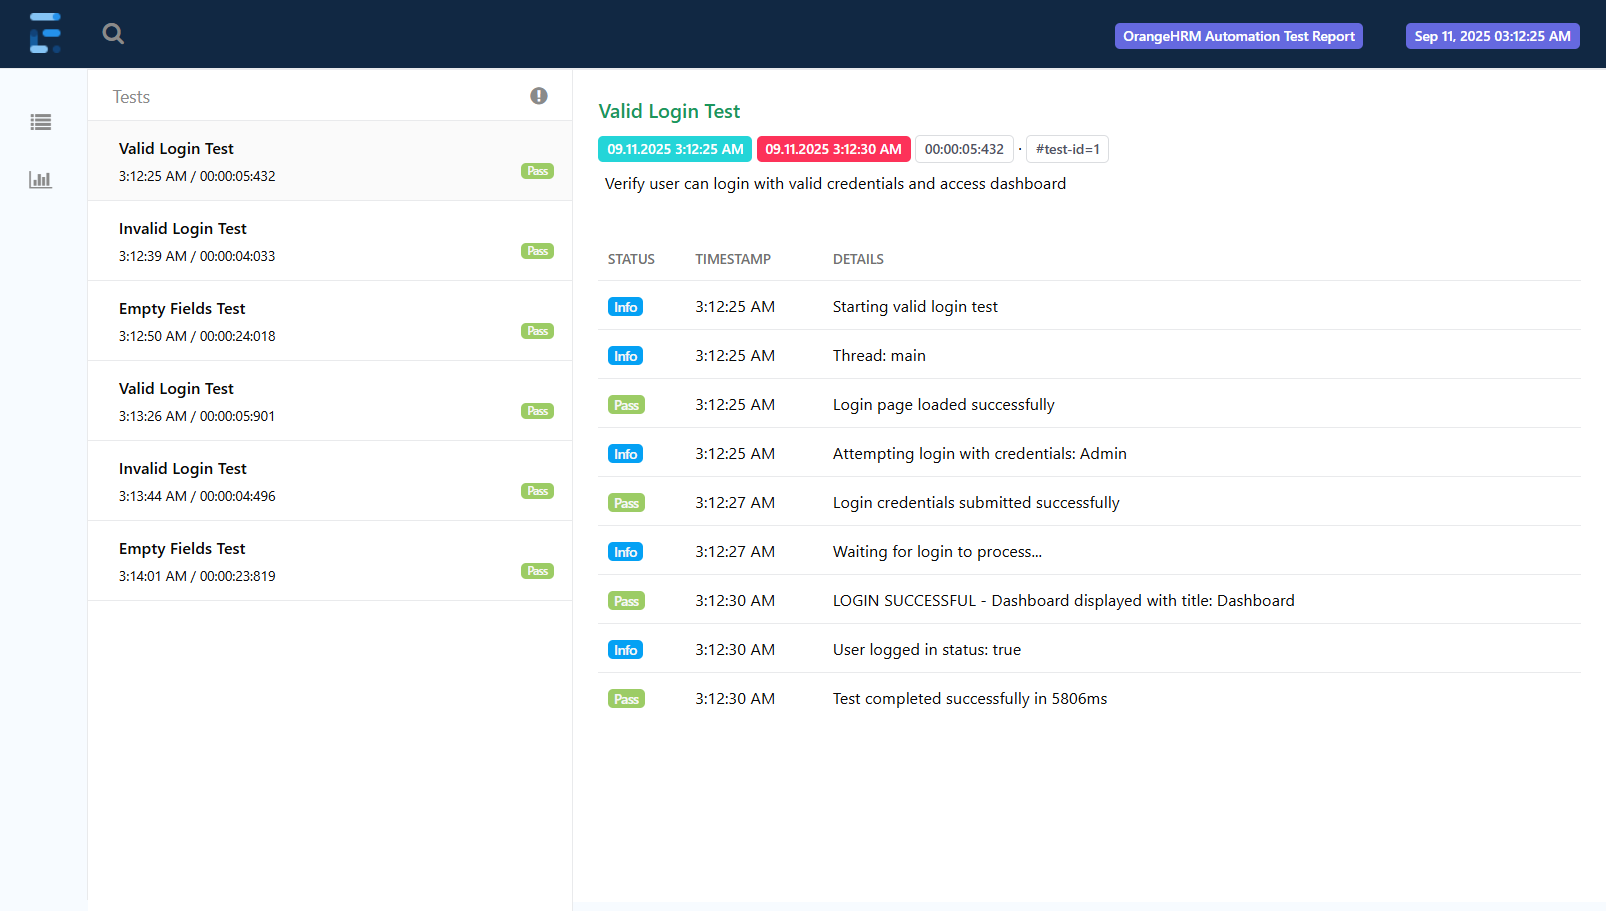 OrangeHRM Automation Test Report
Sep 11, 2025 03:12:25 AM
Tests
Valid Login Test
3:12:25 AM / 00:00:05:432
Pass
Invalid Login Test
3:12:39 AM / 00:00:04:033
Pass
Empty Fields Test
3:12:50 AM / 00:00:24:018
Pass
Valid Login Test
3:13:26 AM / 00:00:05:901
Pass
Invalid Login Test
3:13:44 AM / 00:00:04:496
Pass
Empty Fields Test
3:14:01 AM / 00:00:23:819
Pass
Valid Login Test
09.11.2025 3:12:25 AM 09.11.2025 3:12:30 AM 00:00:05:432 · #test-id=1
Verify user can login with valid credentials and access dashboard
STATUS TIMESTAMP DETAILS
Info 3:12:25 AM Starting valid login test
Info 3:12:25 AM Thread: main
Pass 3:12:25 AM Login page loaded successfully
Info 3:12:25 AM Attempting login with credentials: Admin
Pass 3:12:27 AM Login credentials submitted successfully
Info 3:12:27 AM Waiting for login to process...
Pass 3:12:30 AM LOGIN SUCCESSFUL - Dashboard displayed with title: Dashboard
Info 3:12:30 AM User logged in status: true
Pass 3:12:30 AM Test completed successfully in 5806ms